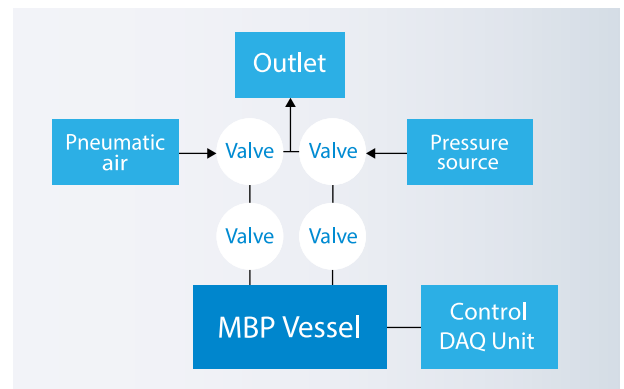 Outlet
Pneumatic
air
Valve
Valve
Pressure
source
Valve
Valve
MBP Vessel
Control
DAQ Unit